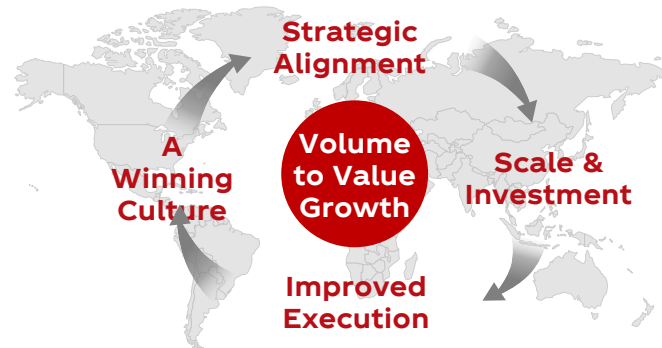 Strategic
Alignment
A
Winning
Culture
Volume
to Value
Growth
Scale &
Investment
Improved
Execution